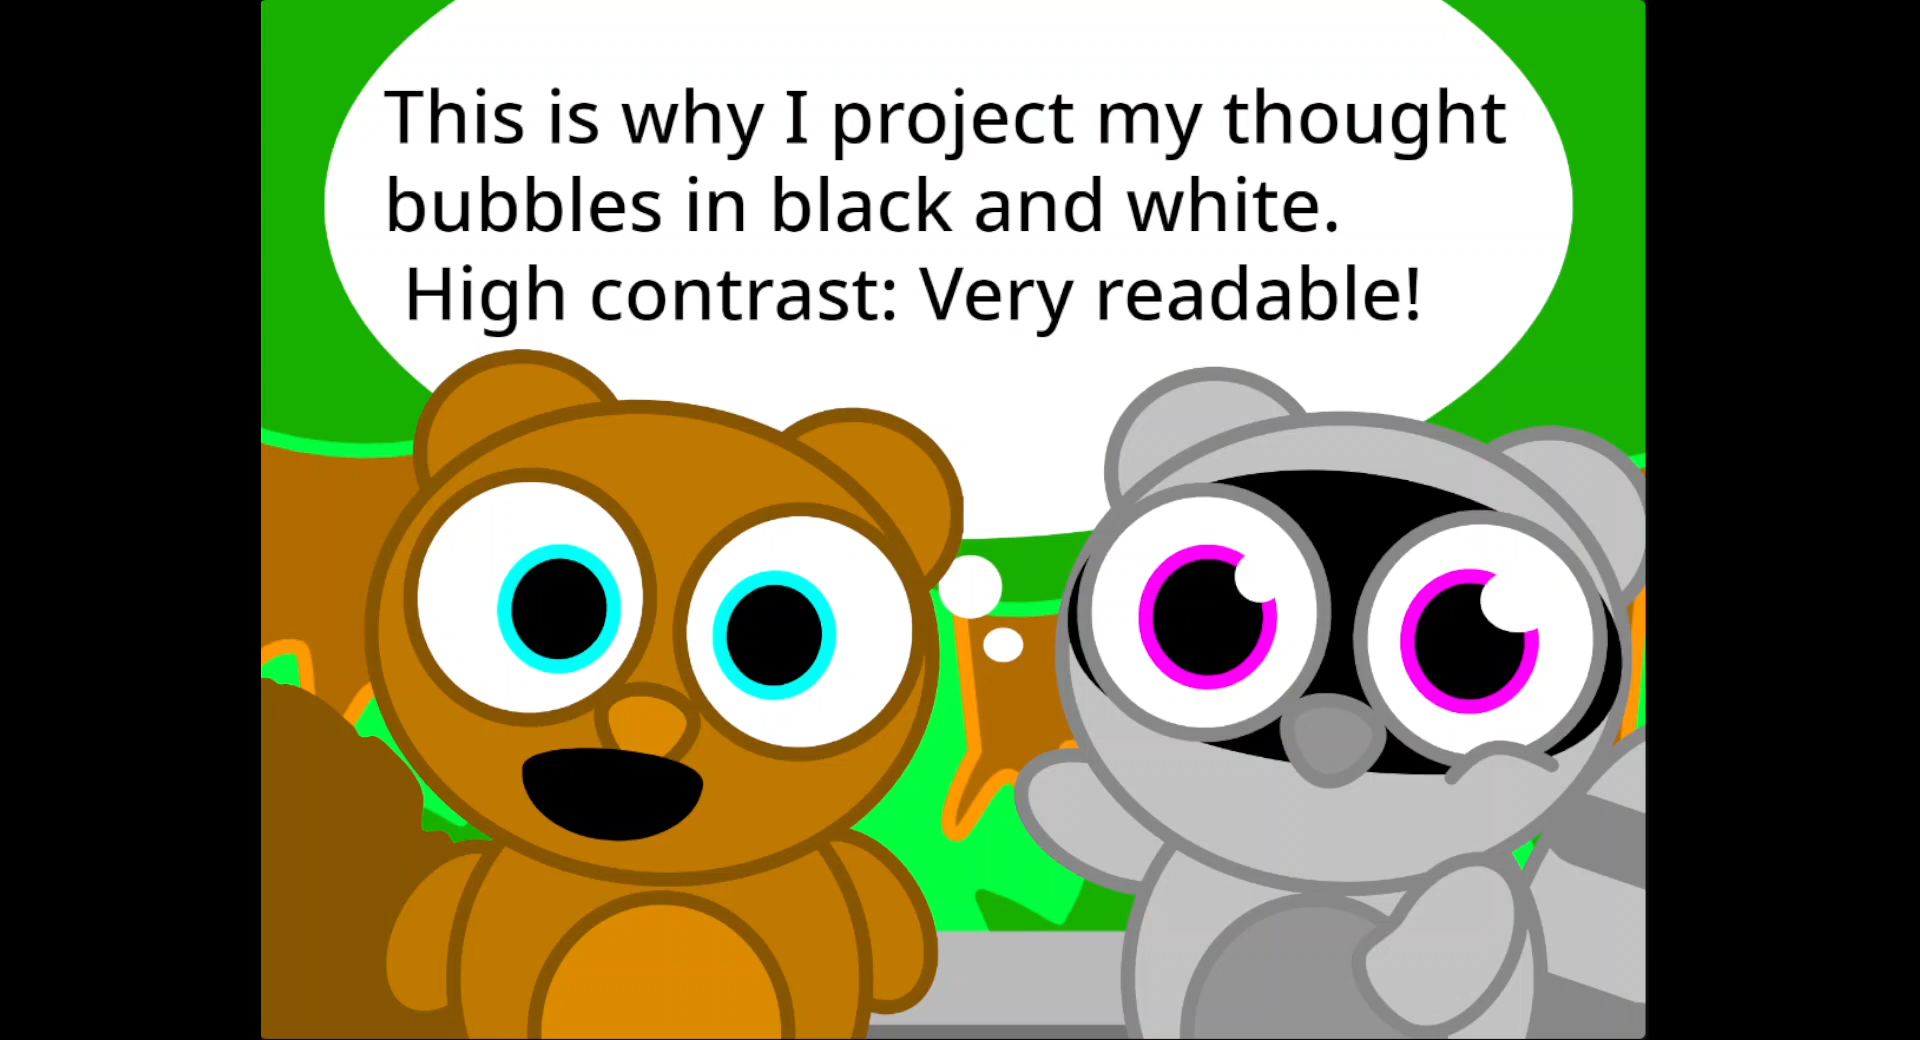 This is why I project my thought
bubbles in black and white.
High contrast: Very readable!